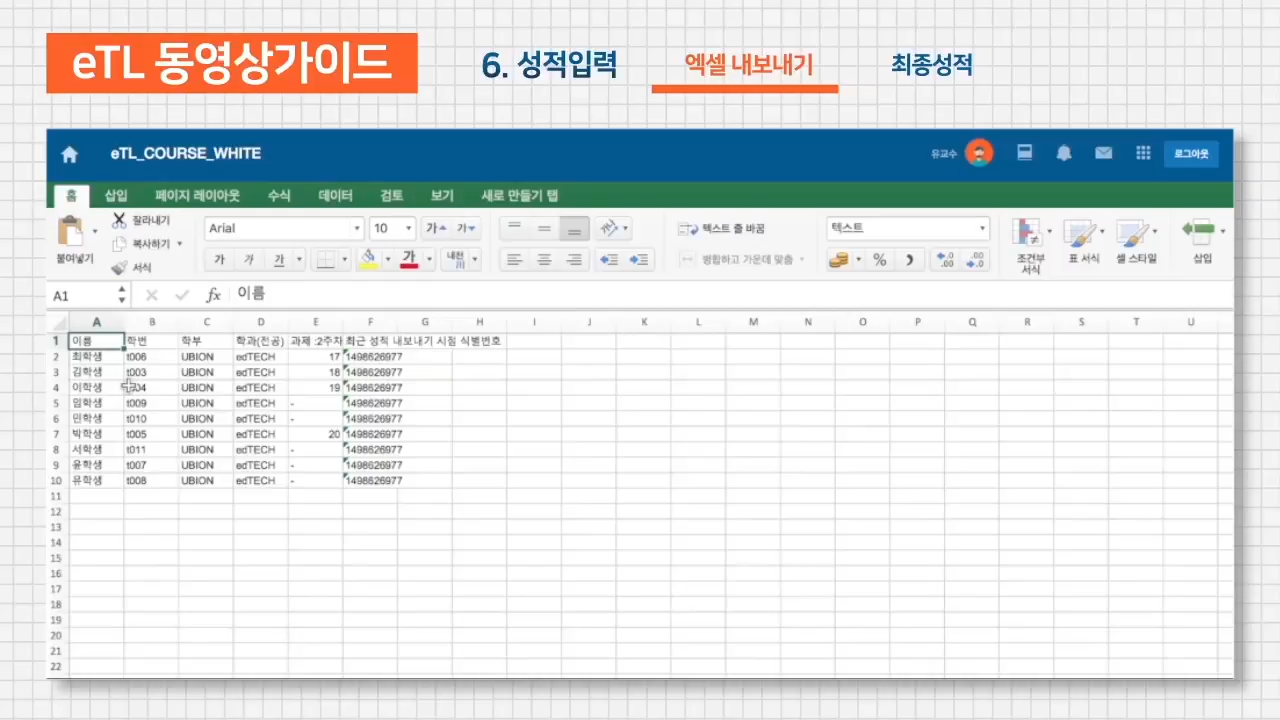 eTL 동영상가이드
6. 성적입력
엑셀 내보내기
최종성적
eTL_COURSE_WHITE
유교수
로그아웃
홈 삽입 페이지 레이아웃 수식 데이터 검토 보기 새로 만들기 탭
붙여넣기
잘라내기
복사하기
서식
Arial 10 가 가
가 가 가 가 내천
텍스트 줄 바꿈
병합하고 가운데 맞춤
텍스트
% .00 .0
조건부 서식
표 서식
셀 스타일
삽입
A1 fx 이름
A B C D E F G H I J K L M N O P Q R S T U
1 이름 학번 학부 학과(전공) 과제 :2주차 최근 성적 내보내기 시점 식별번호
2 최학생 t006 UBION edTECH 17 1498626977
3 김학생 t003 UBION edTECH 18 1498626977
4 이학생 04 UBION edTECH 19 1498626977
5 임학생 t009 UBION edTECH - 1498626977
6 민학생 t010 UBION edTECH - 1498626977
7 박학생 t005 UBION edTECH 20 1498626977
8 서학생 t011 UBION edTECH - 1498626977
9 윤학생 t007 UBION edTECH - 1498626977
10 유학생 t008 UBION edTECH - 1498626977
11
12
13
14
15
16
17
18
19
20
21
22